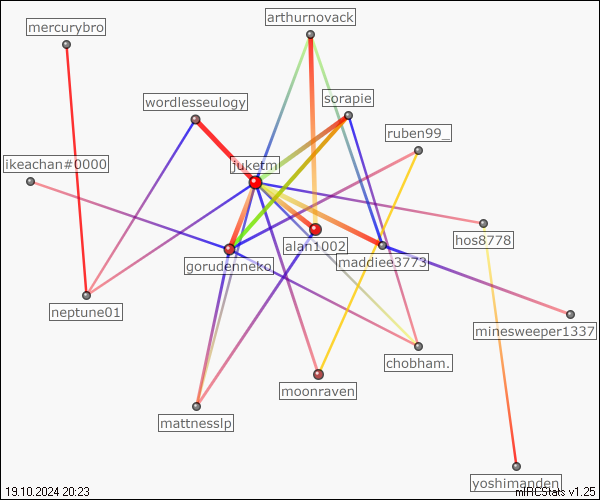 arthurnovack
mercurybro
wordlesseulogy
sorapie
ruben99_
ikeachan#0000
jukermi
alan1002
hos8778
gorudenneko
maddiee3773
neptune01
minesweeper1337
chobham.
moonraven
mattnesslp
yoshimanden
19.10.2024 20:23
mIRCStats v1.25